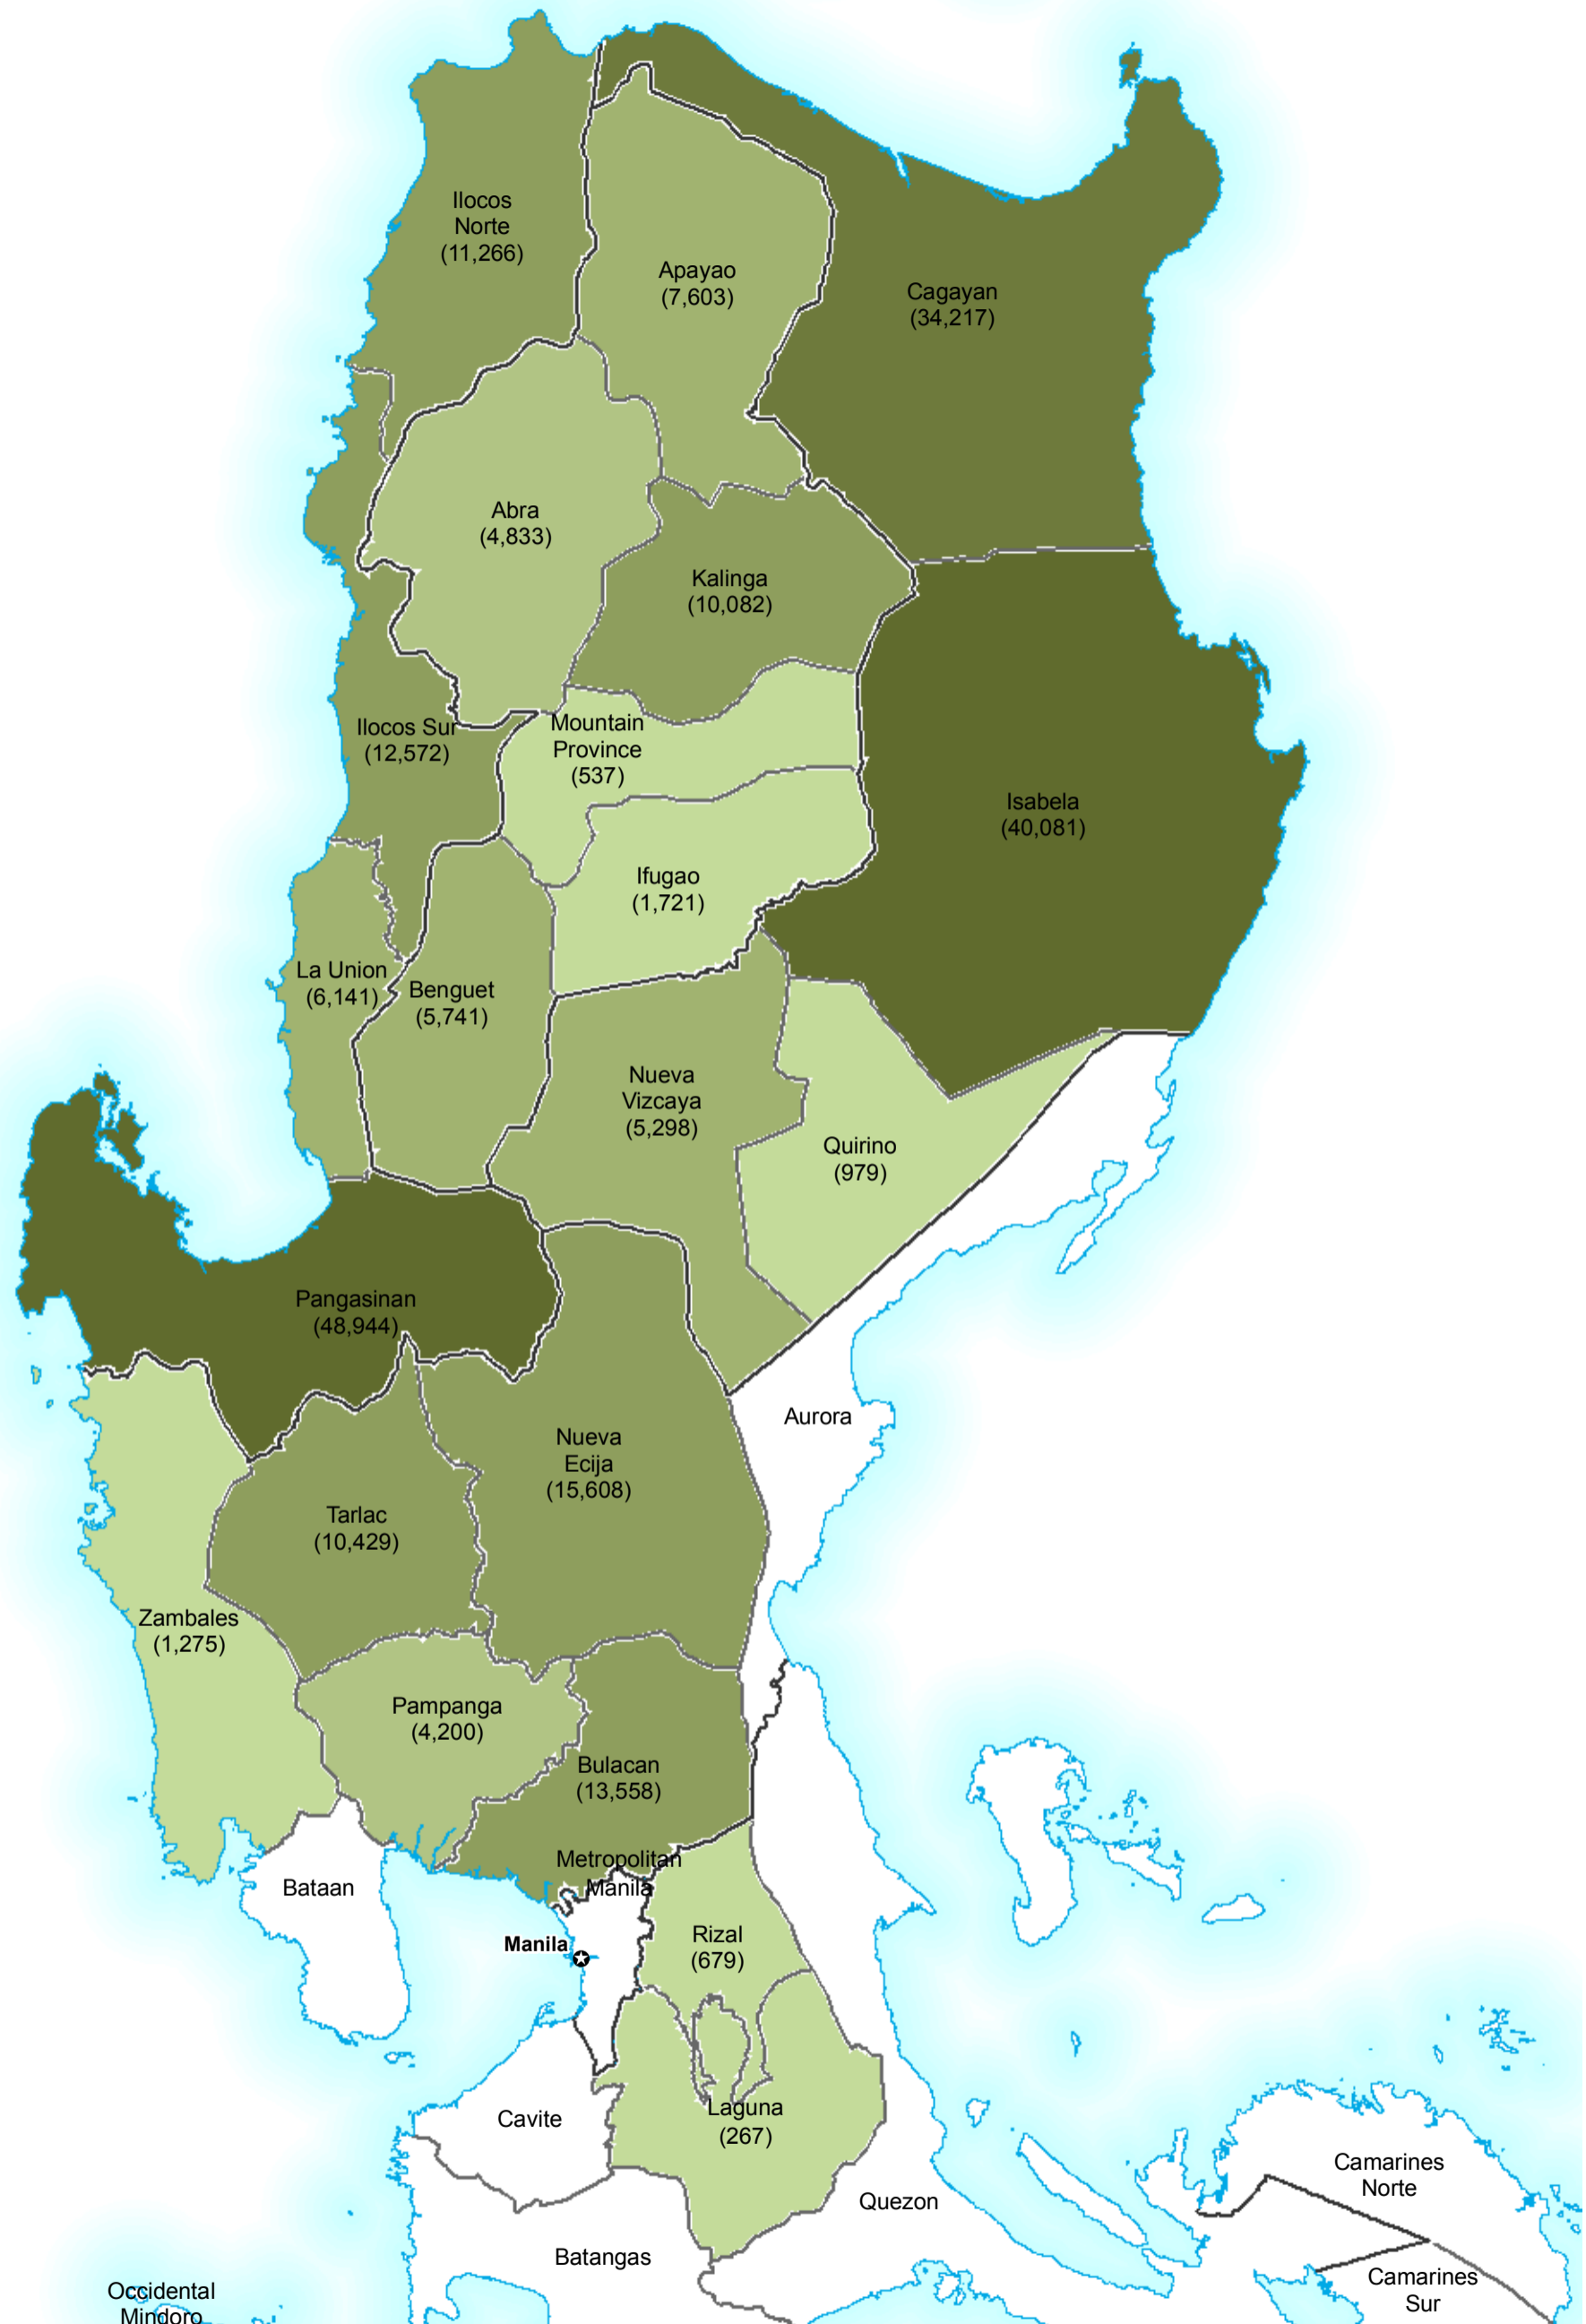 Ilocos
Norte
(11,266)
Apayao
(7,603)
Cagayan
(34,217)
Abra
(4,833)
Kalinga
(10,082)
Ilocos Sur
(12,572)
Mountain
Province
(537)
Isabela
(40,081)
Ifugao
(1,721)
La Union
(6,141)
Benguet
(5,741)
Nueva
Vizcaya
(5,298)
Quirino
(979)
Pangasinan
(48,944)
Aurora
Nueva
Ecija
(15,608)
Tarlac
(10,429)
Zambales
(1,275)
Pampanga
(4,200)
Bulacan
(13,558)
Metropolitan
Manila
Bataan
Manila
Rizal
(679)
Laguna
(267)
Cavite
Quezon
Camarines
Norte
Batangas
Camarines
Sur
Occidental
Mindoro